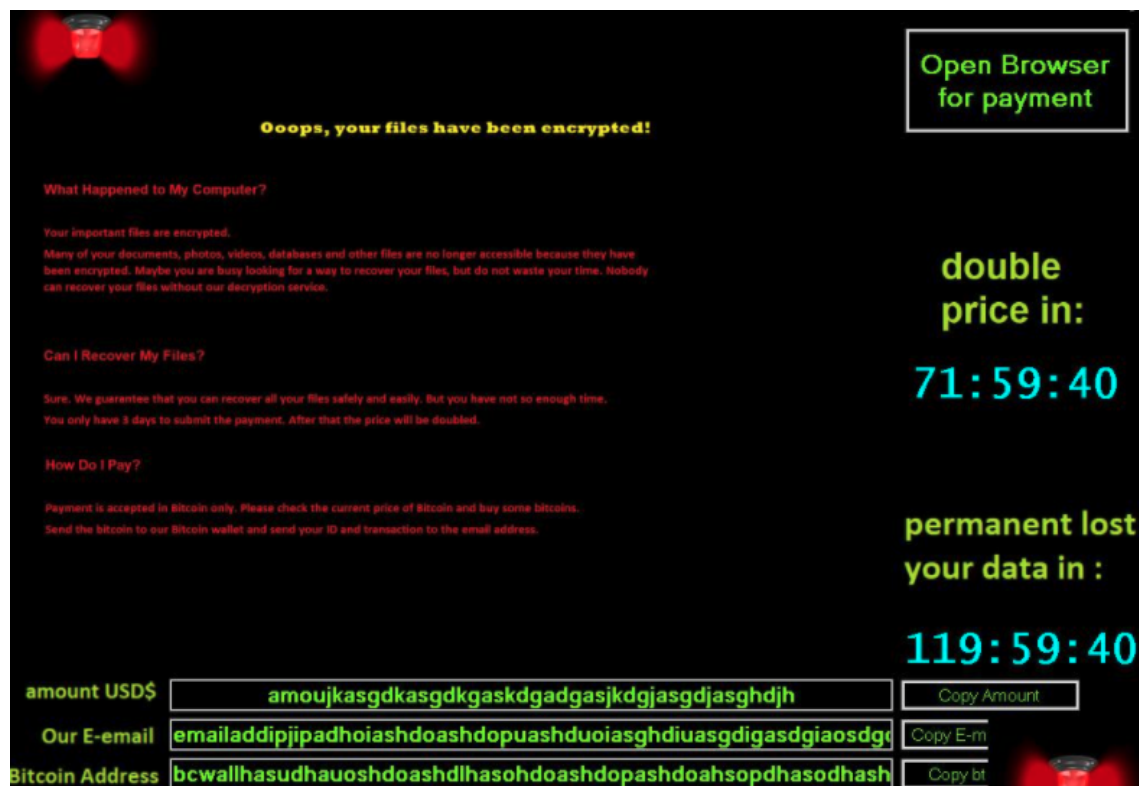 Open Browser
for payment
Ooops, your files have been encrypted!
What Happened to My Computer?
Your important files are encrypted.
Many of your documents, photos, videos, databases and other files are no longer accessible because they have
been encrypted. Maybe you are busy looking for a way to recover your files, but do not waste your time. Nobody
can recover your files without our decryption service.
double
price in:
71:59:40
Can I Recover My Files?
Sure. We guarantee that you can recover all your files safely and easily. But you have not so enough time.
You only have 3 days to submit the payment. After that the price will be doubled.
How Do I Pay?
Payment is accepted in Bitcoin only. Please check the current price of Bitcoin and buy some bitcoins.
Send the bitcoin to our Bitcoin wallet and send your ID and transaction to the email address.
permanent lost
your data in :
119:59:40
amount USD$ amoujkasgdkasgdkgaskdgadgasjkdgjasgdjasghdjh Copy Amount
Our E-email emailaddipjipadhoiashdoashdopuashduoiasghdiuasgdigasdgiaosdg Copy E-m
Bitcoin Address bcwallhasudhauoshdoashdlhasohdoashdopashdoahsopdhasodhash Copy bt